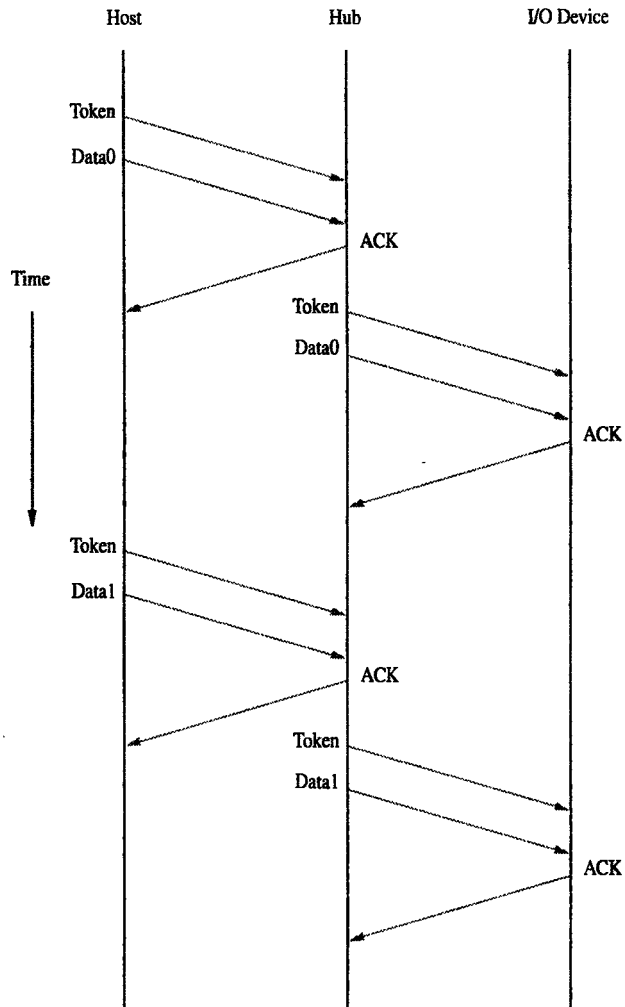 Host Hub I/O Device
Token
Data0
ACK
Time
Token
Data0
ACK
Token
Data1
ACK
Token
Data1
ACK